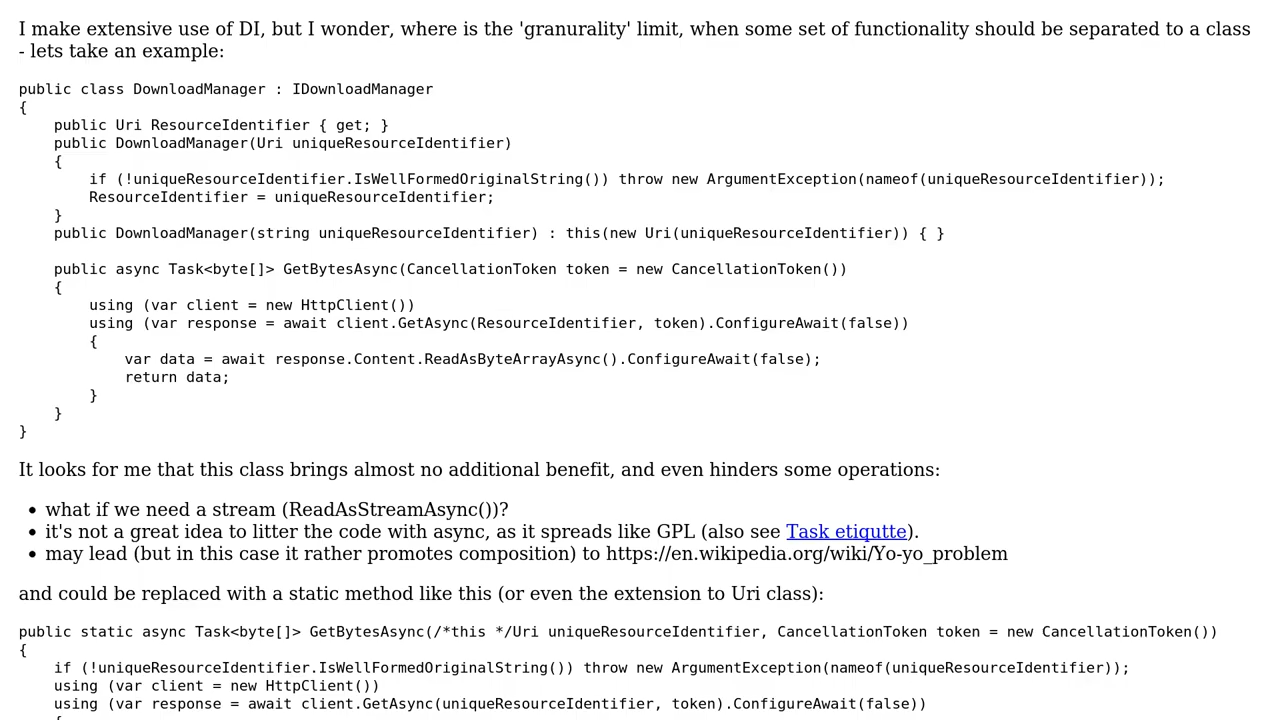 I make extensive use of DI, but I wonder, where is the 'granurality' limit, when some set of functionality should be separated to a class
- lets take an example:
public class DownloadManager : IDownloadManager
{
    public Uri ResourceIdentifier { get; }
    public DownloadManager(Uri uniqueResourceIdentifier)
    {
        if (!uniqueResourceIdentifier.IsWellFormedOriginalString()) throw new ArgumentException(nameof(uniqueResourceIdentifier));
        ResourceIdentifier = uniqueResourceIdentifier;
    }
    public DownloadManager(string uniqueResourceIdentifier) : this(new Uri(uniqueResourceIdentifier)) { }
    public async Task<byte[]> GetBytesAsync(CancellationToken token = new CancellationToken())
    {
        using (var client = new HttpClient())
        using (var response = await client.GetAsync(ResourceIdentifier, token).ConfigureAwait(false))
        {
            var data = await response.Content.ReadAsByteArrayAsync().ConfigureAwait(false);
            return data;
        }
    }
}
It looks for me that this class brings almost no additional benefit, and even hinders some operations:
• what if we need a stream (ReadAsStreamAsync())?
• it's not a great idea to litter the code with async, as it spreads like GPL (also see Task etiqutte).
• may lead (but in this case it rather promotes composition) to https://en.wikipedia.org/wiki/Yo-yo_problem
and could be replaced with a static method like this (or even the extension to Uri class):
public static async Task<byte[]> GetBytesAsync(/*this */Uri uniqueResourceIdentifier, CancellationToken token = new CancellationToken())
{
    if (!uniqueResourceIdentifier.IsWellFormedOriginalString()) throw new ArgumentException(nameof(uniqueResourceIdentifier));
    using (var client = new HttpClient())
    using (var response = await client.GetAsync(uniqueResourceIdentifier, token).ConfigureAwait(false))
    {